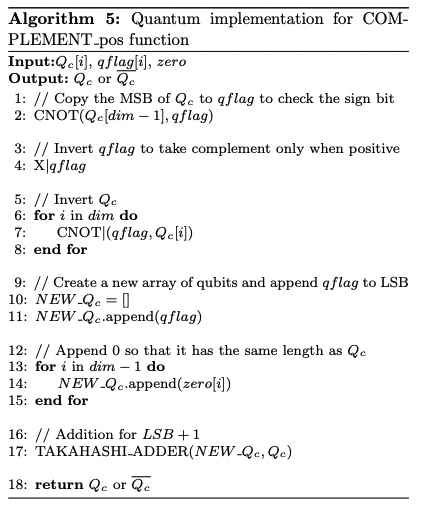 Algorithm 5: Quantum implementation for COM-
PLEMENT_pos function
Input:Q_c[i], qflag[i], zero
Output: Q_c or \overline{Q_c}
1: // Copy the MSB of Q_c to qflag to check the sign bit
2: CNOT(Q_c[dim − 1], qflag)
3: // Invert qflag to take complement only when positive
4: X|qflag
5: // Invert Q_c
6: for i in dim do
7: CNOT|(qflag, Q_c[i])
8: end for
9: // Create a new array of qubits and append qflag to LSB
10: NEW_Q_c = []
11: NEW_Q_c.append(qflag)
12: // Append 0 so that it has the same length as Q_c
13: for i in dim − 1 do
14: NEW_Q_c.append(zero[i])
15: end for
16: // Addition for LSB + 1
17: TAKAHASHI_ADDER(NEW_Q_c, Q_c)
18: return Q_c or \overline{Q_c}